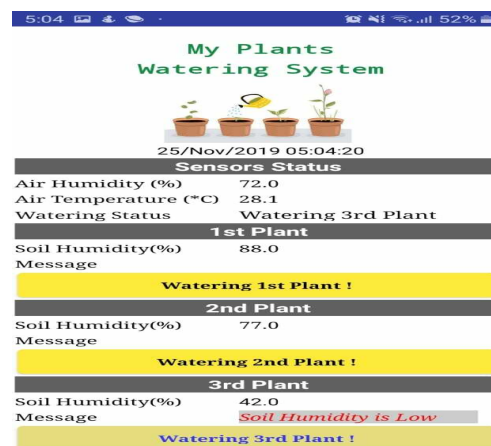 5:04 52%
My Plants
Watering System
25/Nov/2019 05:04:20
Sensors Status
Air Humidity (%) 72.0
Air Temperature (*C) 28.1
Watering Status Watering 3rd Plant
1st Plant
Soil Humidity(%) 88.0
Message
Watering 1st Plant !
2nd Plant
Soil Humidity(%) 77.0
Message
Watering 2nd Plant !
3rd Plant
Soil Humidity(%) 42.0
Message Soil Humidity is Low
Watering 3rd Plant !